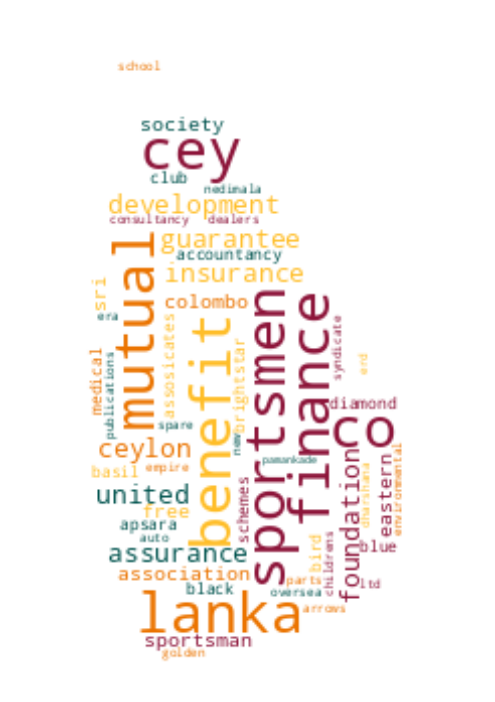 school
society
cey
club
nedimala
development
consultancy dealers
mutual
guarantee
accountancy
insurance
sri
colombo
era
benefit
sportsmen
finance
assosicates
brightstar
syndicate
erd
medical
publications
spare
new
diamond
co
ceylon
pamankade
basil
empire
united
free
schemes
foundation
dharshana
eastern
environmental
apsara
auto
assurance
bird
childrens
blue
association
parts
ltd
black
oversea
lanka
arrows
sportsman
golden